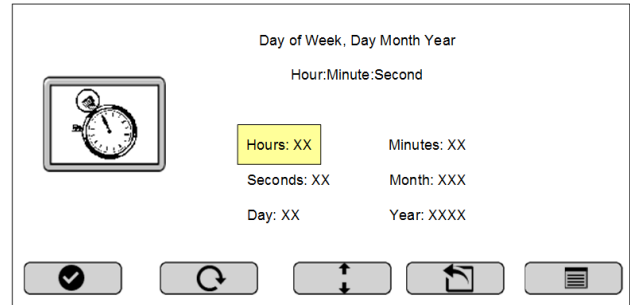 Day of Week, Day Month Year
Hour:Minute:Second
Hours: XX Minutes: XX
Seconds: XX Month: XXX
Day: XX Year: XXXX